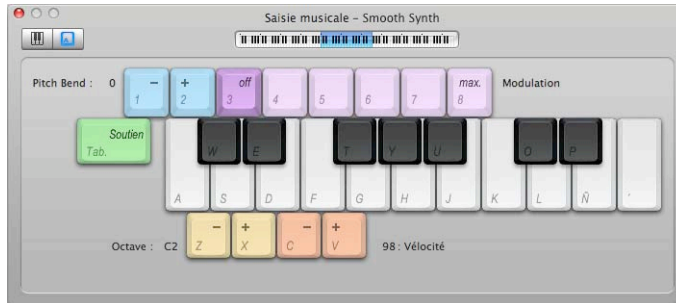 Saisie musicale – Smooth Synth
Pitch Bend : 0 − + off max. Modulation
1 2 3 4 5 6 7 8
Soutien
Tab.
W E T Y U O P
A S D F G H J K L Ñ '
− + − +
Octave : C2 Z X C V 98 : Vélocité